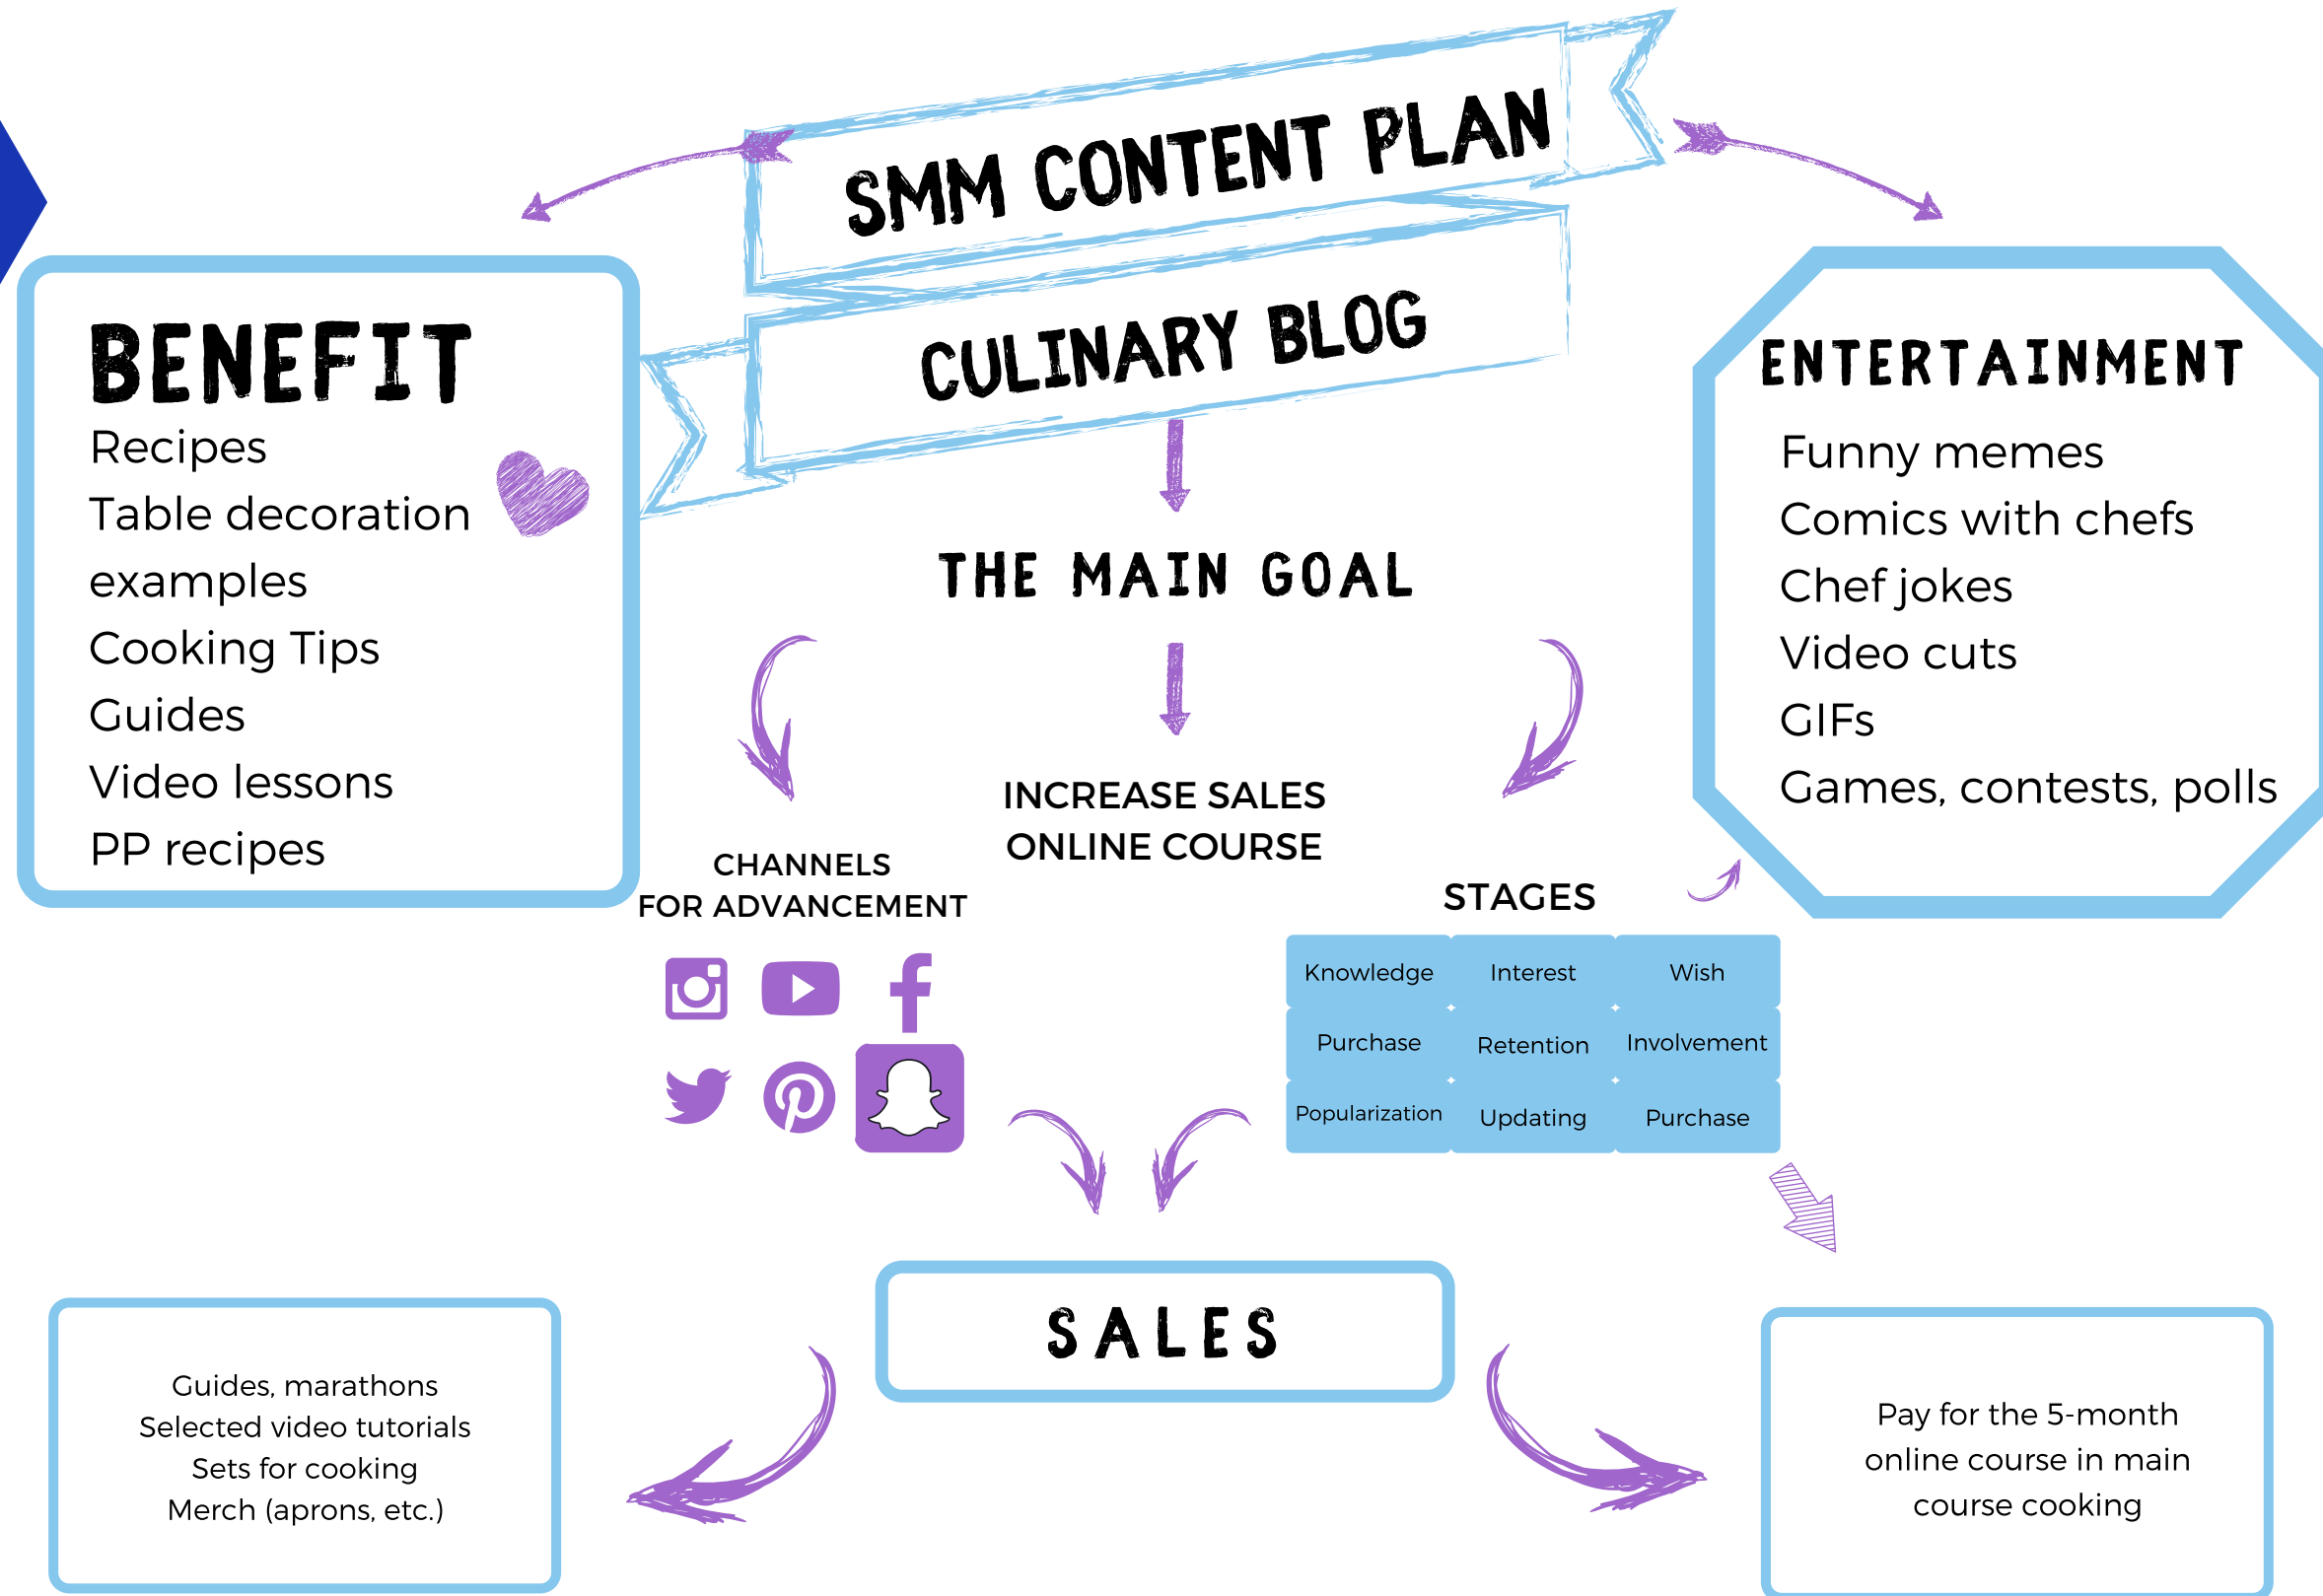 SMM CONTENT PLAN
CULINARY BLOG
BENEFIT
Recipes
Table decoration
examples
Cooking Tips
Guides
Video lessons
PP recipes
ENTERTAINMENT
Funny memes
Comics with chefs
Chef jokes
Video cuts
GIFs
Games, contests, polls
THE MAIN GOAL
INCREASE SALES
ONLINE COURSE
CHANNELS
FOR ADVANCEMENT
STAGES
Knowledge Interest Wish
Purchase Retention Involvement
Popularization Updating Purchase
SALES
Guides, marathons
Selected video tutorials
Sets for cooking
Merch (aprons, etc.)
Pay for the 5-month
online course in main
course cooking